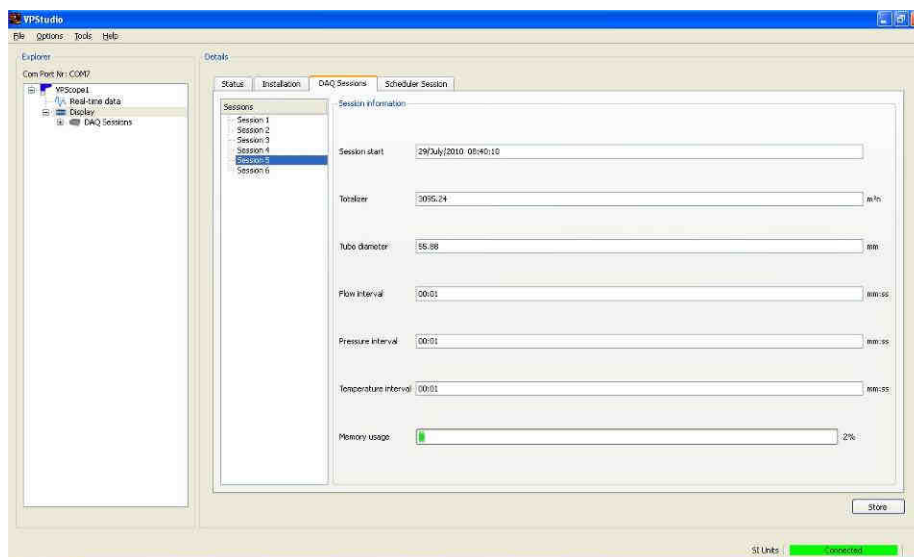 VPStudio
File Options Tools Help
Explorer
Com Port Nr: COM7
VPScope1
Real-time data
Display
DAQ Sessions
Details
Status Installation DAQ Sessions Scheduler Session
Sessions
Session 1
Session 2
Session 3
Session 4
Session 5
Session 6
Session information
Session start 29/July/2010 08:40:10
Totalizer 3095.24 m³n
Tube diameter 55.98 mm
Flow interval 00:01 mm:ss
Pressure interval 00:01 mm:ss
Temperature interval 00:01 mm:ss
Memory usage 2%
Store
SI Units Connected